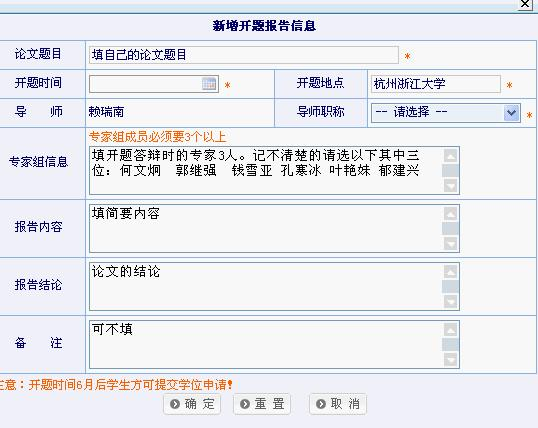 新增开题报告信息
论文题目 填自己的论文题目 *
开题时间 * 开题地点 杭州浙江大学 *
导 师 赖瑞南 导师职称 -- 请选择 -- *
专家组成员必须要3个以上
专家组信息 填开题答辩时的专家3人。记不清楚的请选以下其中三
位：何文炯 郭继强 钱雪亚 孔寒冰 叶艳妹 郁建兴
报告内容 填简要内容
报告结论 论文的结论
备 注 可不填
注意：开题时间6月后学生方可提交学位申请！
确 定 重 置 取 消